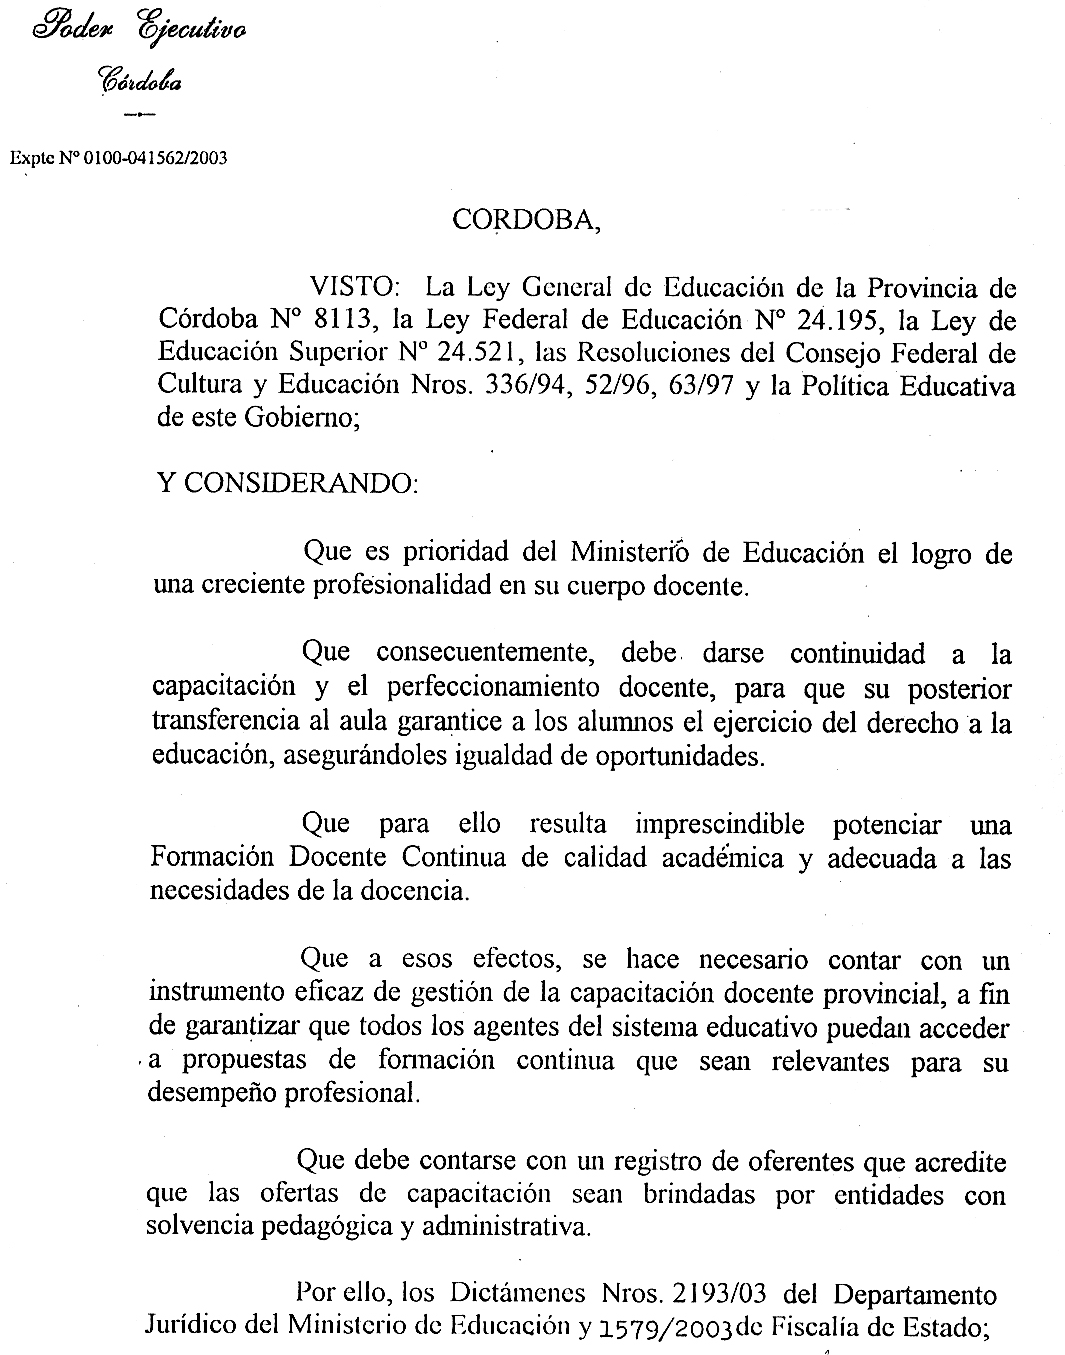 Poder Ejecutivo
Córdoba
Expte Nº 0100-041562/2003
CORDOBA,
VISTO: La Ley General de Educación de la Provincia de
Córdoba Nº 8113, la Ley Federal de Educación Nº 24.195, la Ley de
Educación Superior Nº 24.521, las Resoluciones del Consejo Federal de
Cultura y Educación Nros. 336/94, 52/96, 63/97 y la Política Educativa
de este Gobierno;
Y CONSIDERANDO:
Que es prioridad del Ministerio de Educación el logro de
una creciente profesionalidad en su cuerpo docente.
Que consecuentemente, debe darse continuidad a la
capacitación y el perfeccionamiento docente, para que su posterior
transferencia al aula garantice a los alumnos el ejercicio del derecho a la
educación, asegurándoles igualdad de oportunidades.
Que para ello resulta imprescindible potenciar una
Formación Docente Continua de calidad académica y adecuada a las
necesidades de la docencia.
Que a esos efectos, se hace necesario contar con un
instrumento eficaz de gestión de la capacitación docente provincial, a fin
de garantizar que todos los agentes del sistema educativo puedan acceder
a propuestas de formación continua que sean relevantes para su
desempeño profesional.
Que debe contarse con un registro de oferentes que acredite
que las ofertas de capacitación sean brindadas por entidades con
solvencia pedagógica y administrativa.
Por ello, los Dictámenes Nros. 2193/03 del Departamento
Jurídico del Ministerio de Educación y 1579/2003 de Fiscalía de Estado;